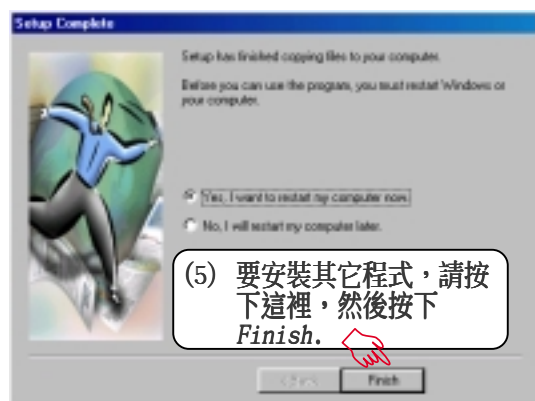 Setup Complete
Setup has finished copying files to your computer.
Before you can use the program, you must restart Windows or
your computer.
Yes, I want to restart my computer now.
No, I will restart my computer later.
(5) 要安裝其它程式，請按
下這裡，然後按下
Finish.
< Back
Finish